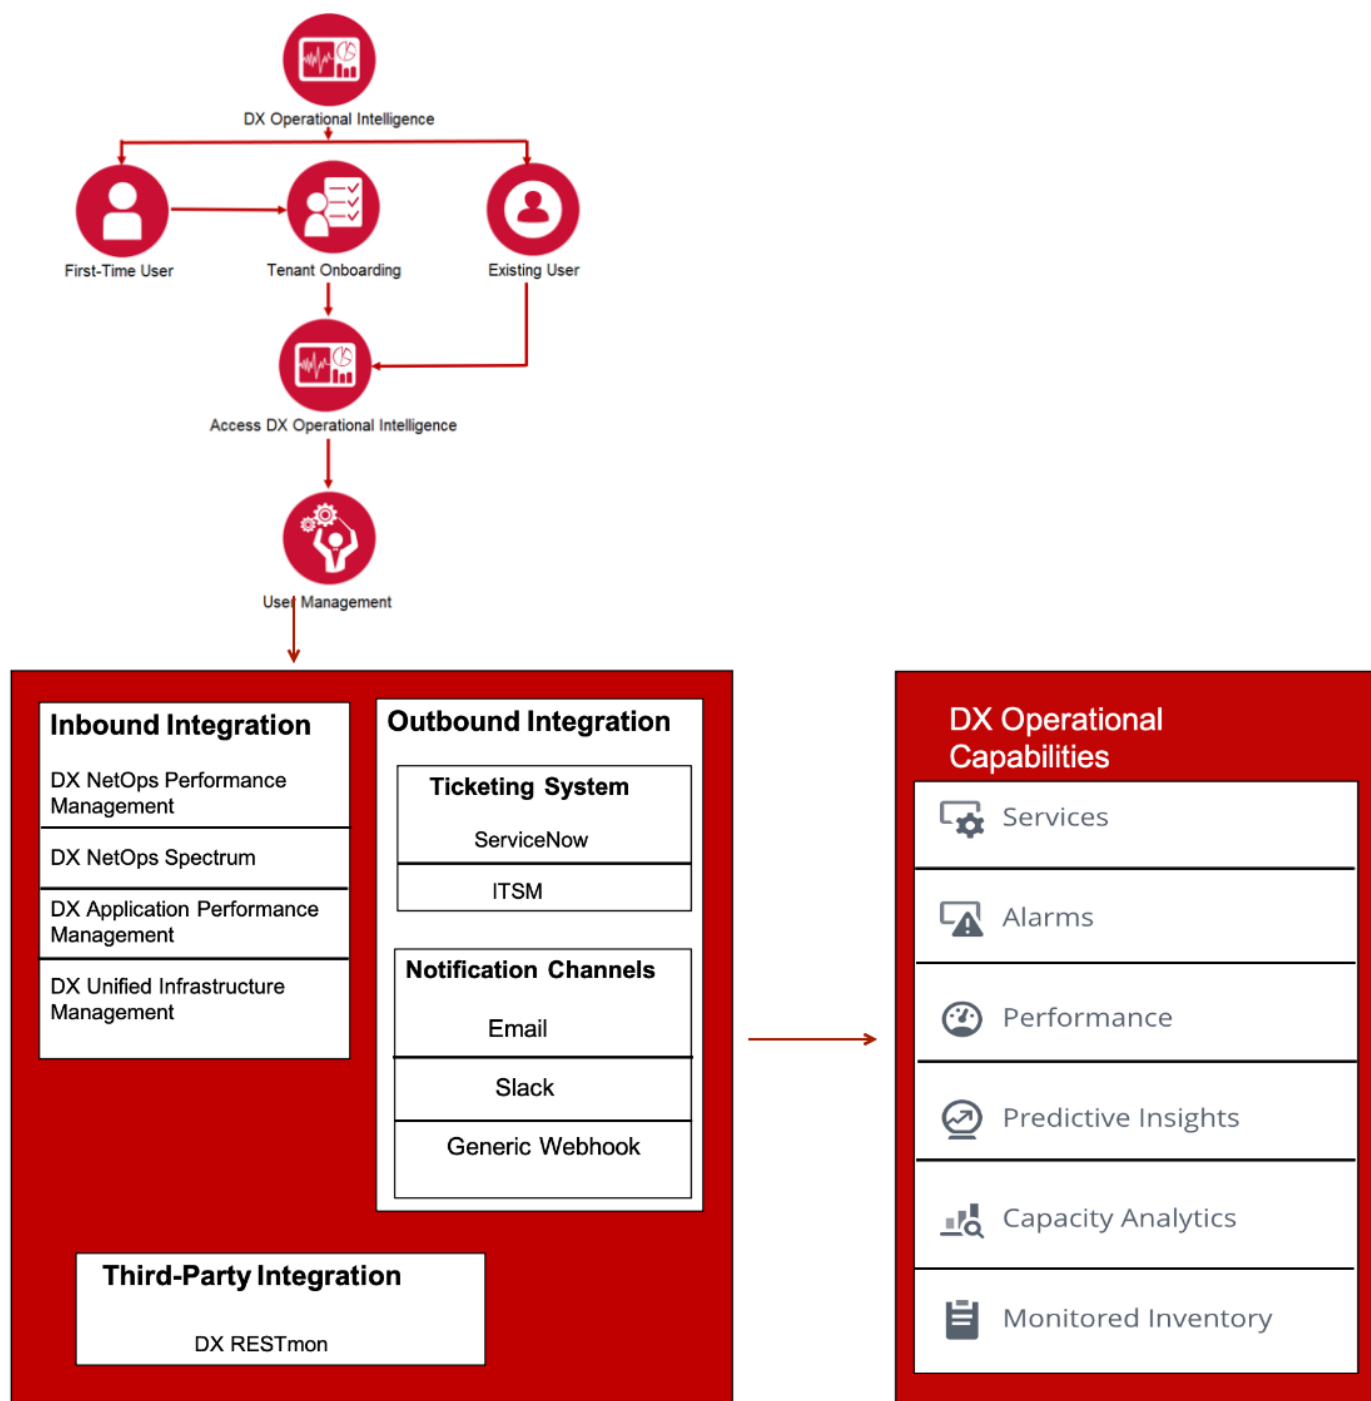 DX Operational Intelligence
First-Time User
Tenant Onboarding
Existing User
Access DX Operational Intelligence
User Management
Inbound Integration
DX NetOps Performance
Management
DX NetOps Spectrum
DX Application Performance
Management
DX Unified Infrastructure
Management
Outbound Integration
Ticketing System
ServiceNow
ITSM
Notification Channels
Email
Slack
Generic Webhook
Third-Party Integration
DX RESTmon
DX Operational
Capabilities
Services
Alarms
Performance
Predictive Insights
Capacity Analytics
Monitored Inventory